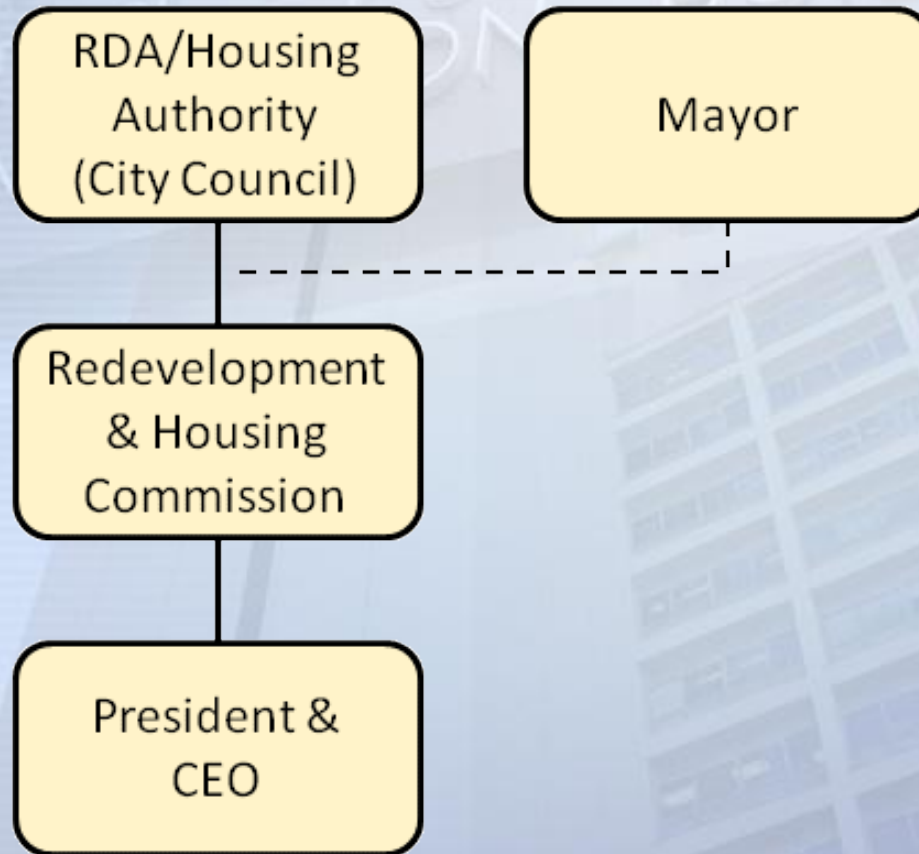 RDA/Housing
Authority
(City Council)
Mayor
Redevelopment
& Housing
Commission
President &
CEO